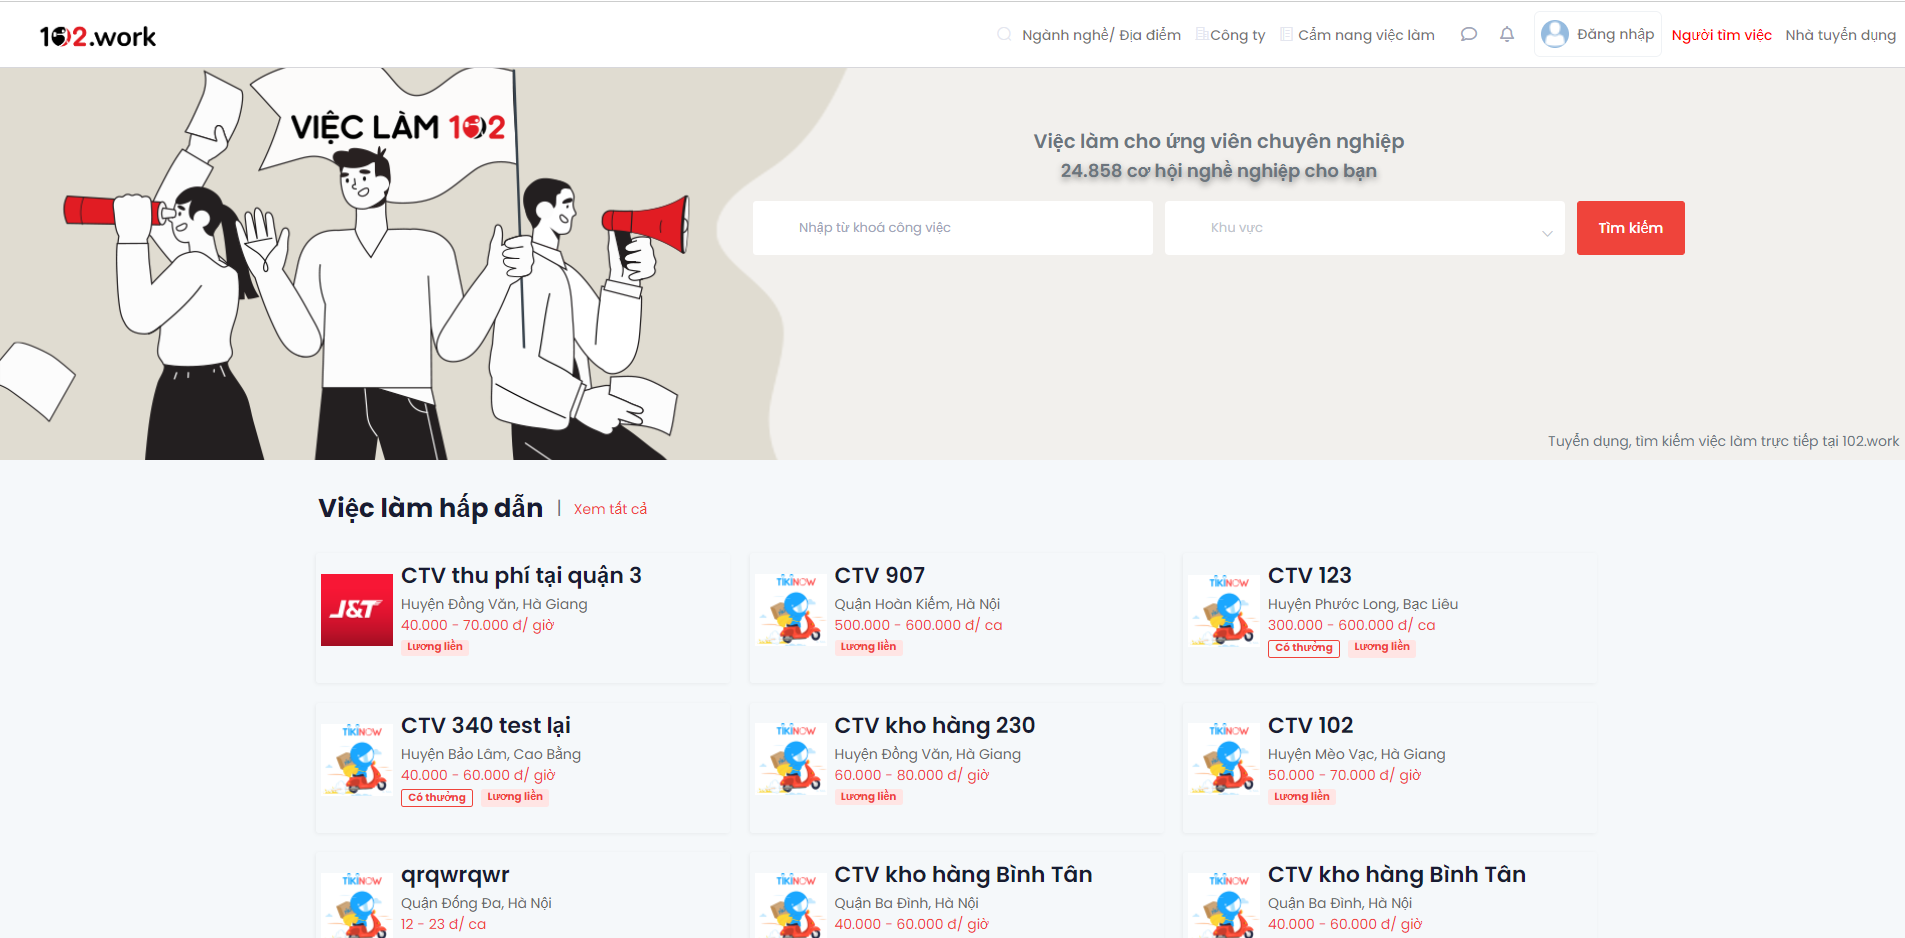 102.work
Ngành nghề/ Địa điểm
Công ty
Cẩm nang việc làm
Đăng nhập
Người tìm việc
Nhà tuyển dụng
VIỆC LÀM 102
Việc làm cho ứng viên chuyên nghiệp
24.858 cơ hội nghề nghiệp cho bạn
Nhập từ khoá công việc
Khu vực
Tìm kiếm
Tuyển dụng, tìm kiếm việc làm trực tiếp tại 102.work
Việc làm hấp dẫn | Xem tất cả
J&T
CTV thu phí tại quận 3
Huyện Đồng Văn, Hà Giang
40.000 - 70.000 đ/ giờ
Lương liền
TIKINOW
CTV 907
Quận Hoàn Kiếm, Hà Nội
500.000 - 600.000 đ/ ca
Lương liền
TIKINOW
CTV 123
Huyện Phước Long, Bạc Liêu
300.000 - 600.000 đ/ ca
Có thưởng Lương liền
TIKINOW
CTV 340 test lại
Huyện Bảo Lâm, Cao Bằng
40.000 - 60.000 đ/ giờ
Có thưởng Lương liền
TIKINOW
CTV kho hàng 230
Huyện Đồng Văn, Hà Giang
60.000 - 80.000 đ/ giờ
Lương liền
TIKINOW
CTV 102
Huyện Mèo Vạc, Hà Giang
50.000 - 70.000 đ/ giờ
Lương liền
TIKINOW
qrqwrqwr
Quận Đống Đa, Hà Nội
12 - 23 đ/ ca
TIKINOW
CTV kho hàng Bình Tân
Quận Ba Đình, Hà Nội
40.000 - 60.000 đ/ giờ
TIKINOW
CTV kho hàng Bình Tân
Quận Ba Đình, Hà Nội
40.000 - 60.000 đ/ giờ